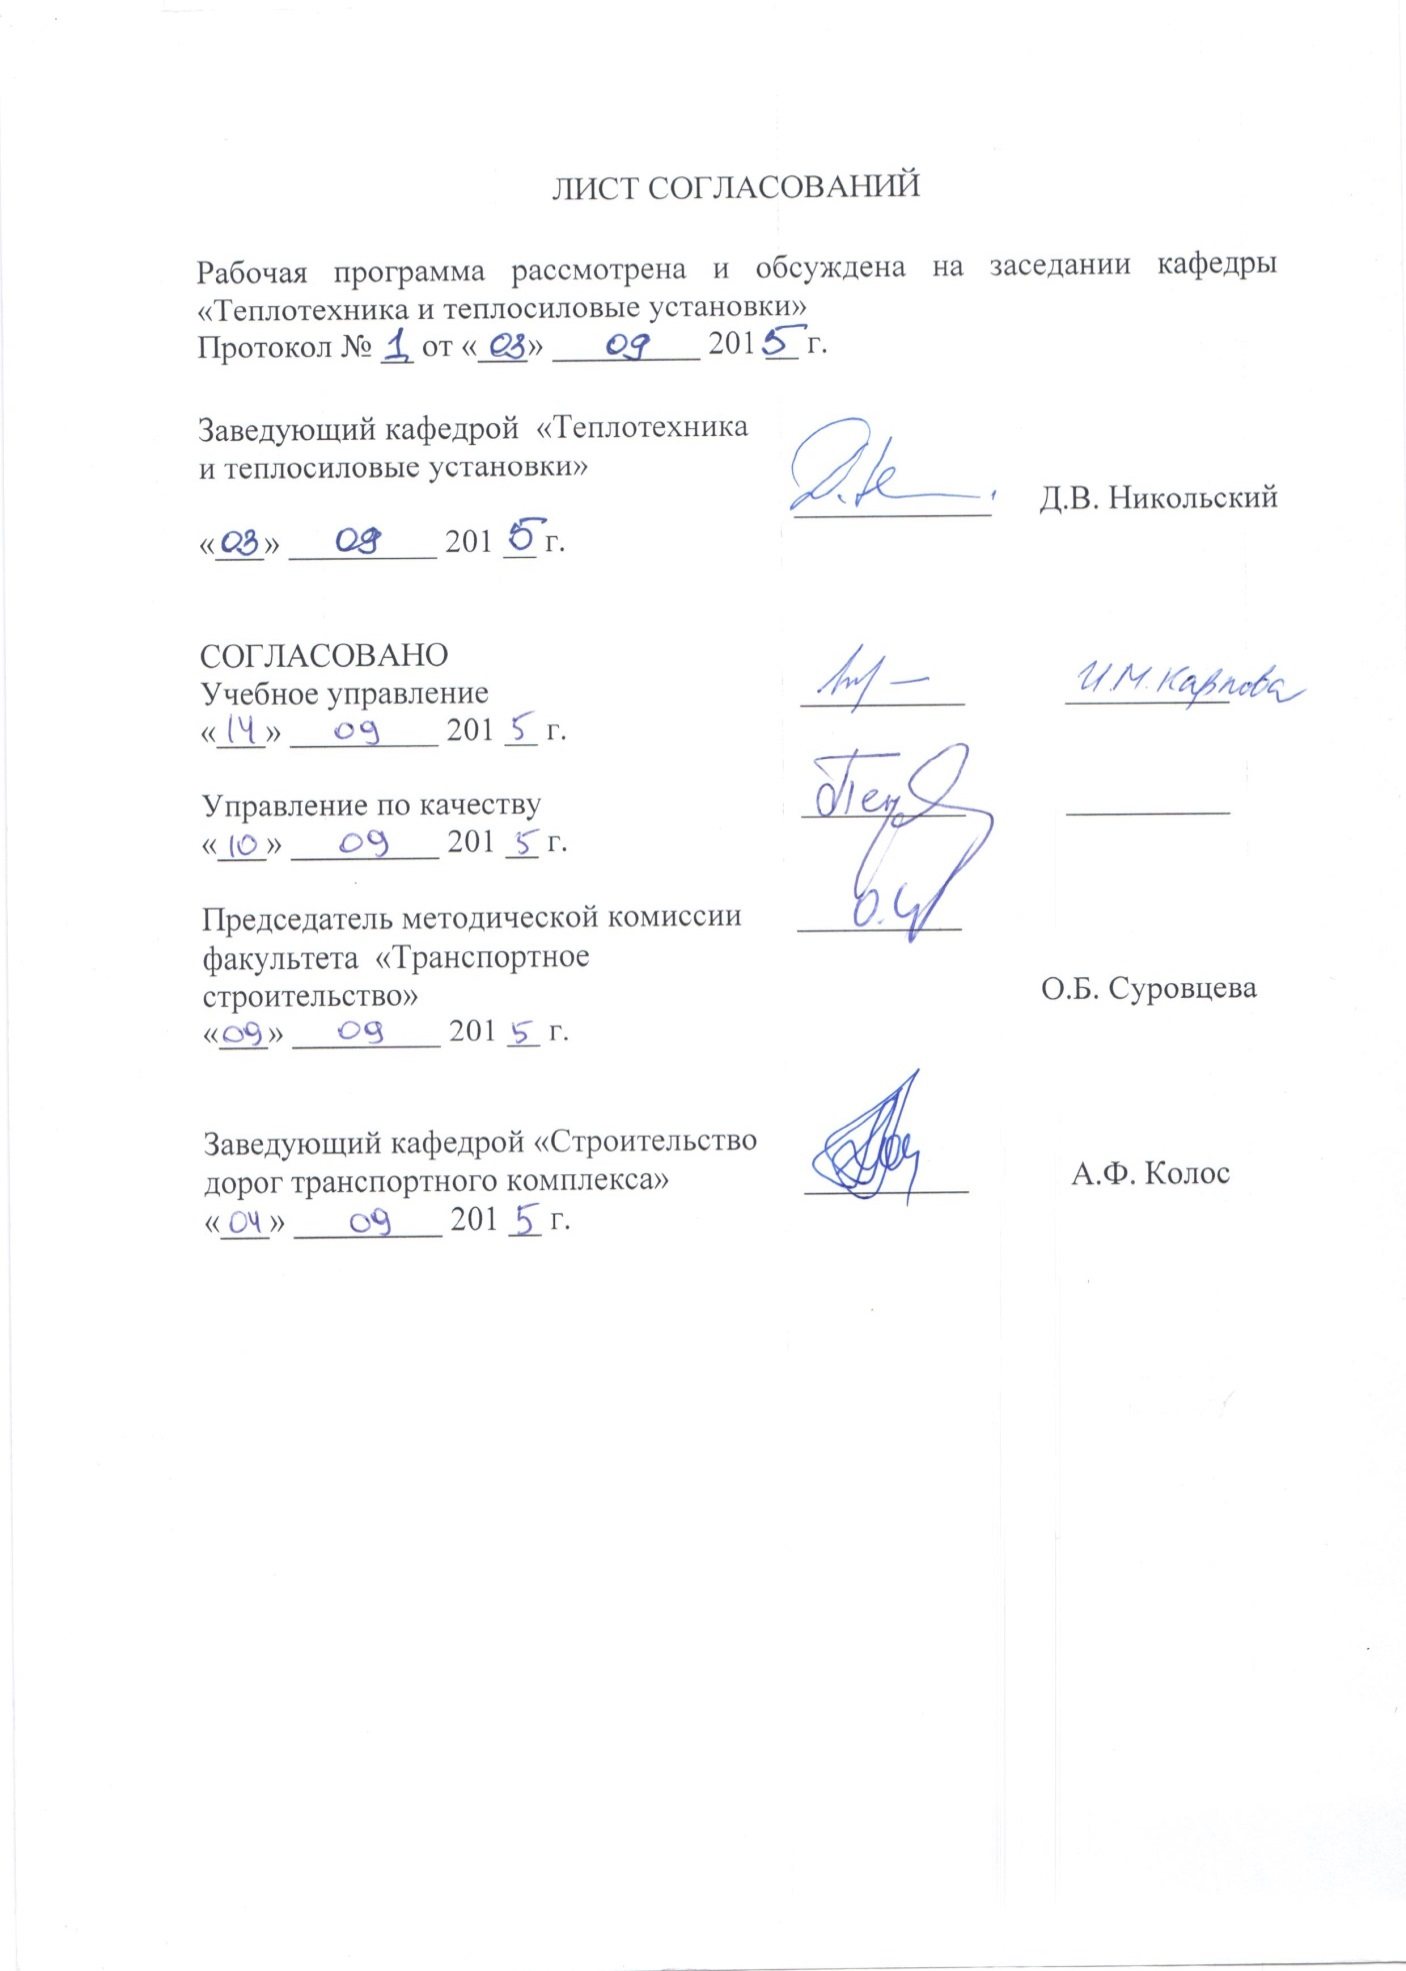 ЛИСТ СОГЛАСОВАНИЙ
Рабочая программа рассмотрена и обсуждена на заседании кафедры
«Теплотехника и теплосиловые установки»
Протокол № 1 от «03» 09 2015 г.
Заведующий кафедрой «Теплотехника
и теплосиловые установки»
Д.В. Никольский
«03» 09 2015 г.
СОГЛАСОВАНО
Учебное управление И.М. Карпова
«14» 09 2015 г.
Управление по качеству
«10» 09 2015 г.
Председатель методической комиссии
факультета «Транспортное
строительство» О.Б. Суровцева
«09» 09 2015 г.
Заведующий кафедрой «Строительство
дорог транспортного комплекса» А.Ф. Колос
«04» 09 2015 г.